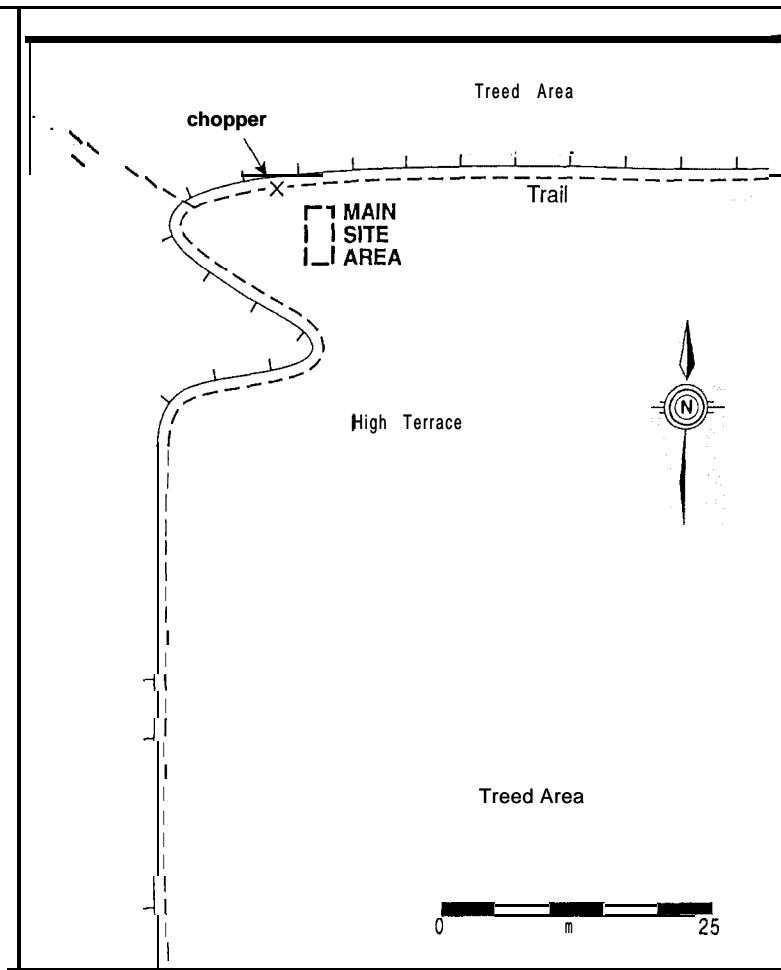 Treed Area
chopper
Trail
MAIN
SITE
AREA
N
High Terrace
Treed Area
0 m 25